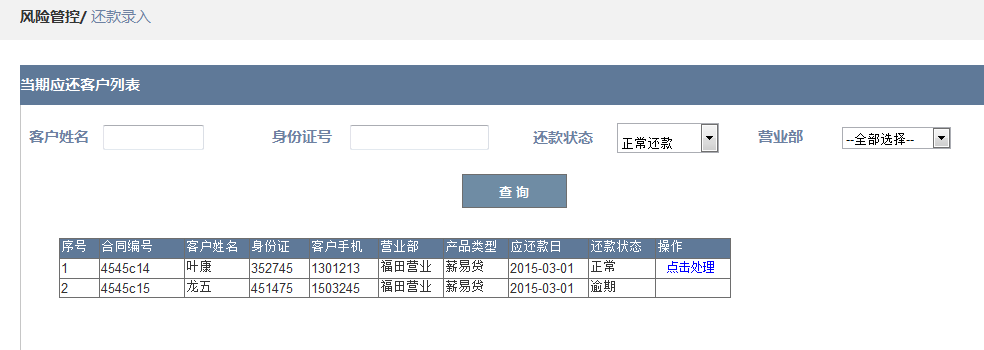 风险管控/ 还款录入
当期应还客户列表
客户姓名 身份证号 还款状态 正常还款 营业部 --全部选择--
查 询
序号 合同编号 客户姓名 身份证 客户手机 营业部 产品类型 应还款日 还款状态 操作
1 4545c14 叶康 352745 1301213 福田营业 薪易贷 2015-03-01 正常 点击处理
2 4545c15 龙五 451475 1503245 福田营业 薪易贷 2015-03-01 逾期